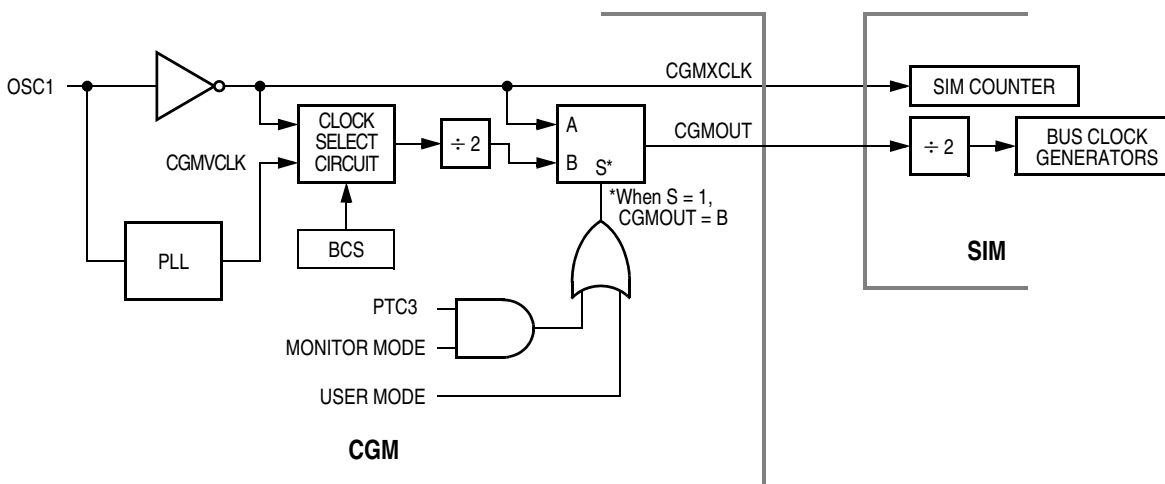 OSC1
CGMXCLK
SIM COUNTER
CLOCK
SELECT
CIRCUIT
÷ 2
A
B
S*
CGMOUT
÷ 2
BUS CLOCK
GENERATORS
CGMVCLK
*When S = 1,
CGMOUT = B
BCS
PLL
SIM
PTC3
MONITOR MODE
USER MODE
CGM